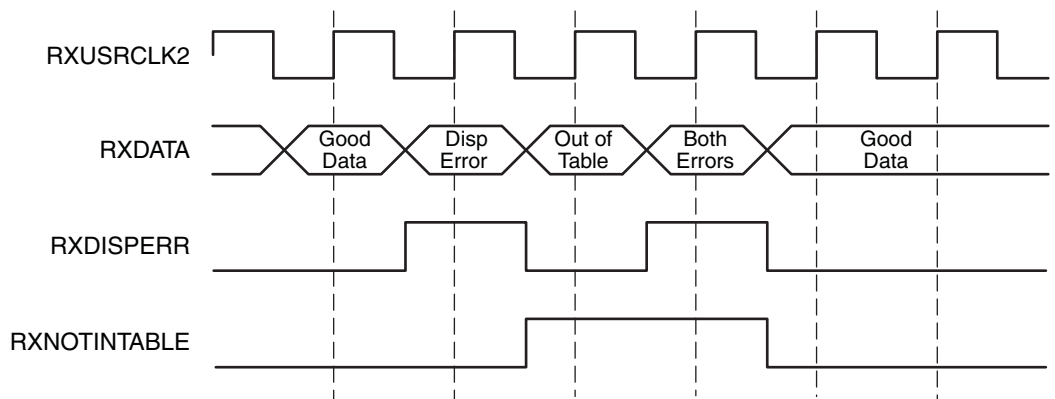 RXUSRCLK2
RXDATA
Good
Data
Disp
Error
Out of
Table
Both
Errors
Good
Data
RXDISPERR
RXNOTINTABLE